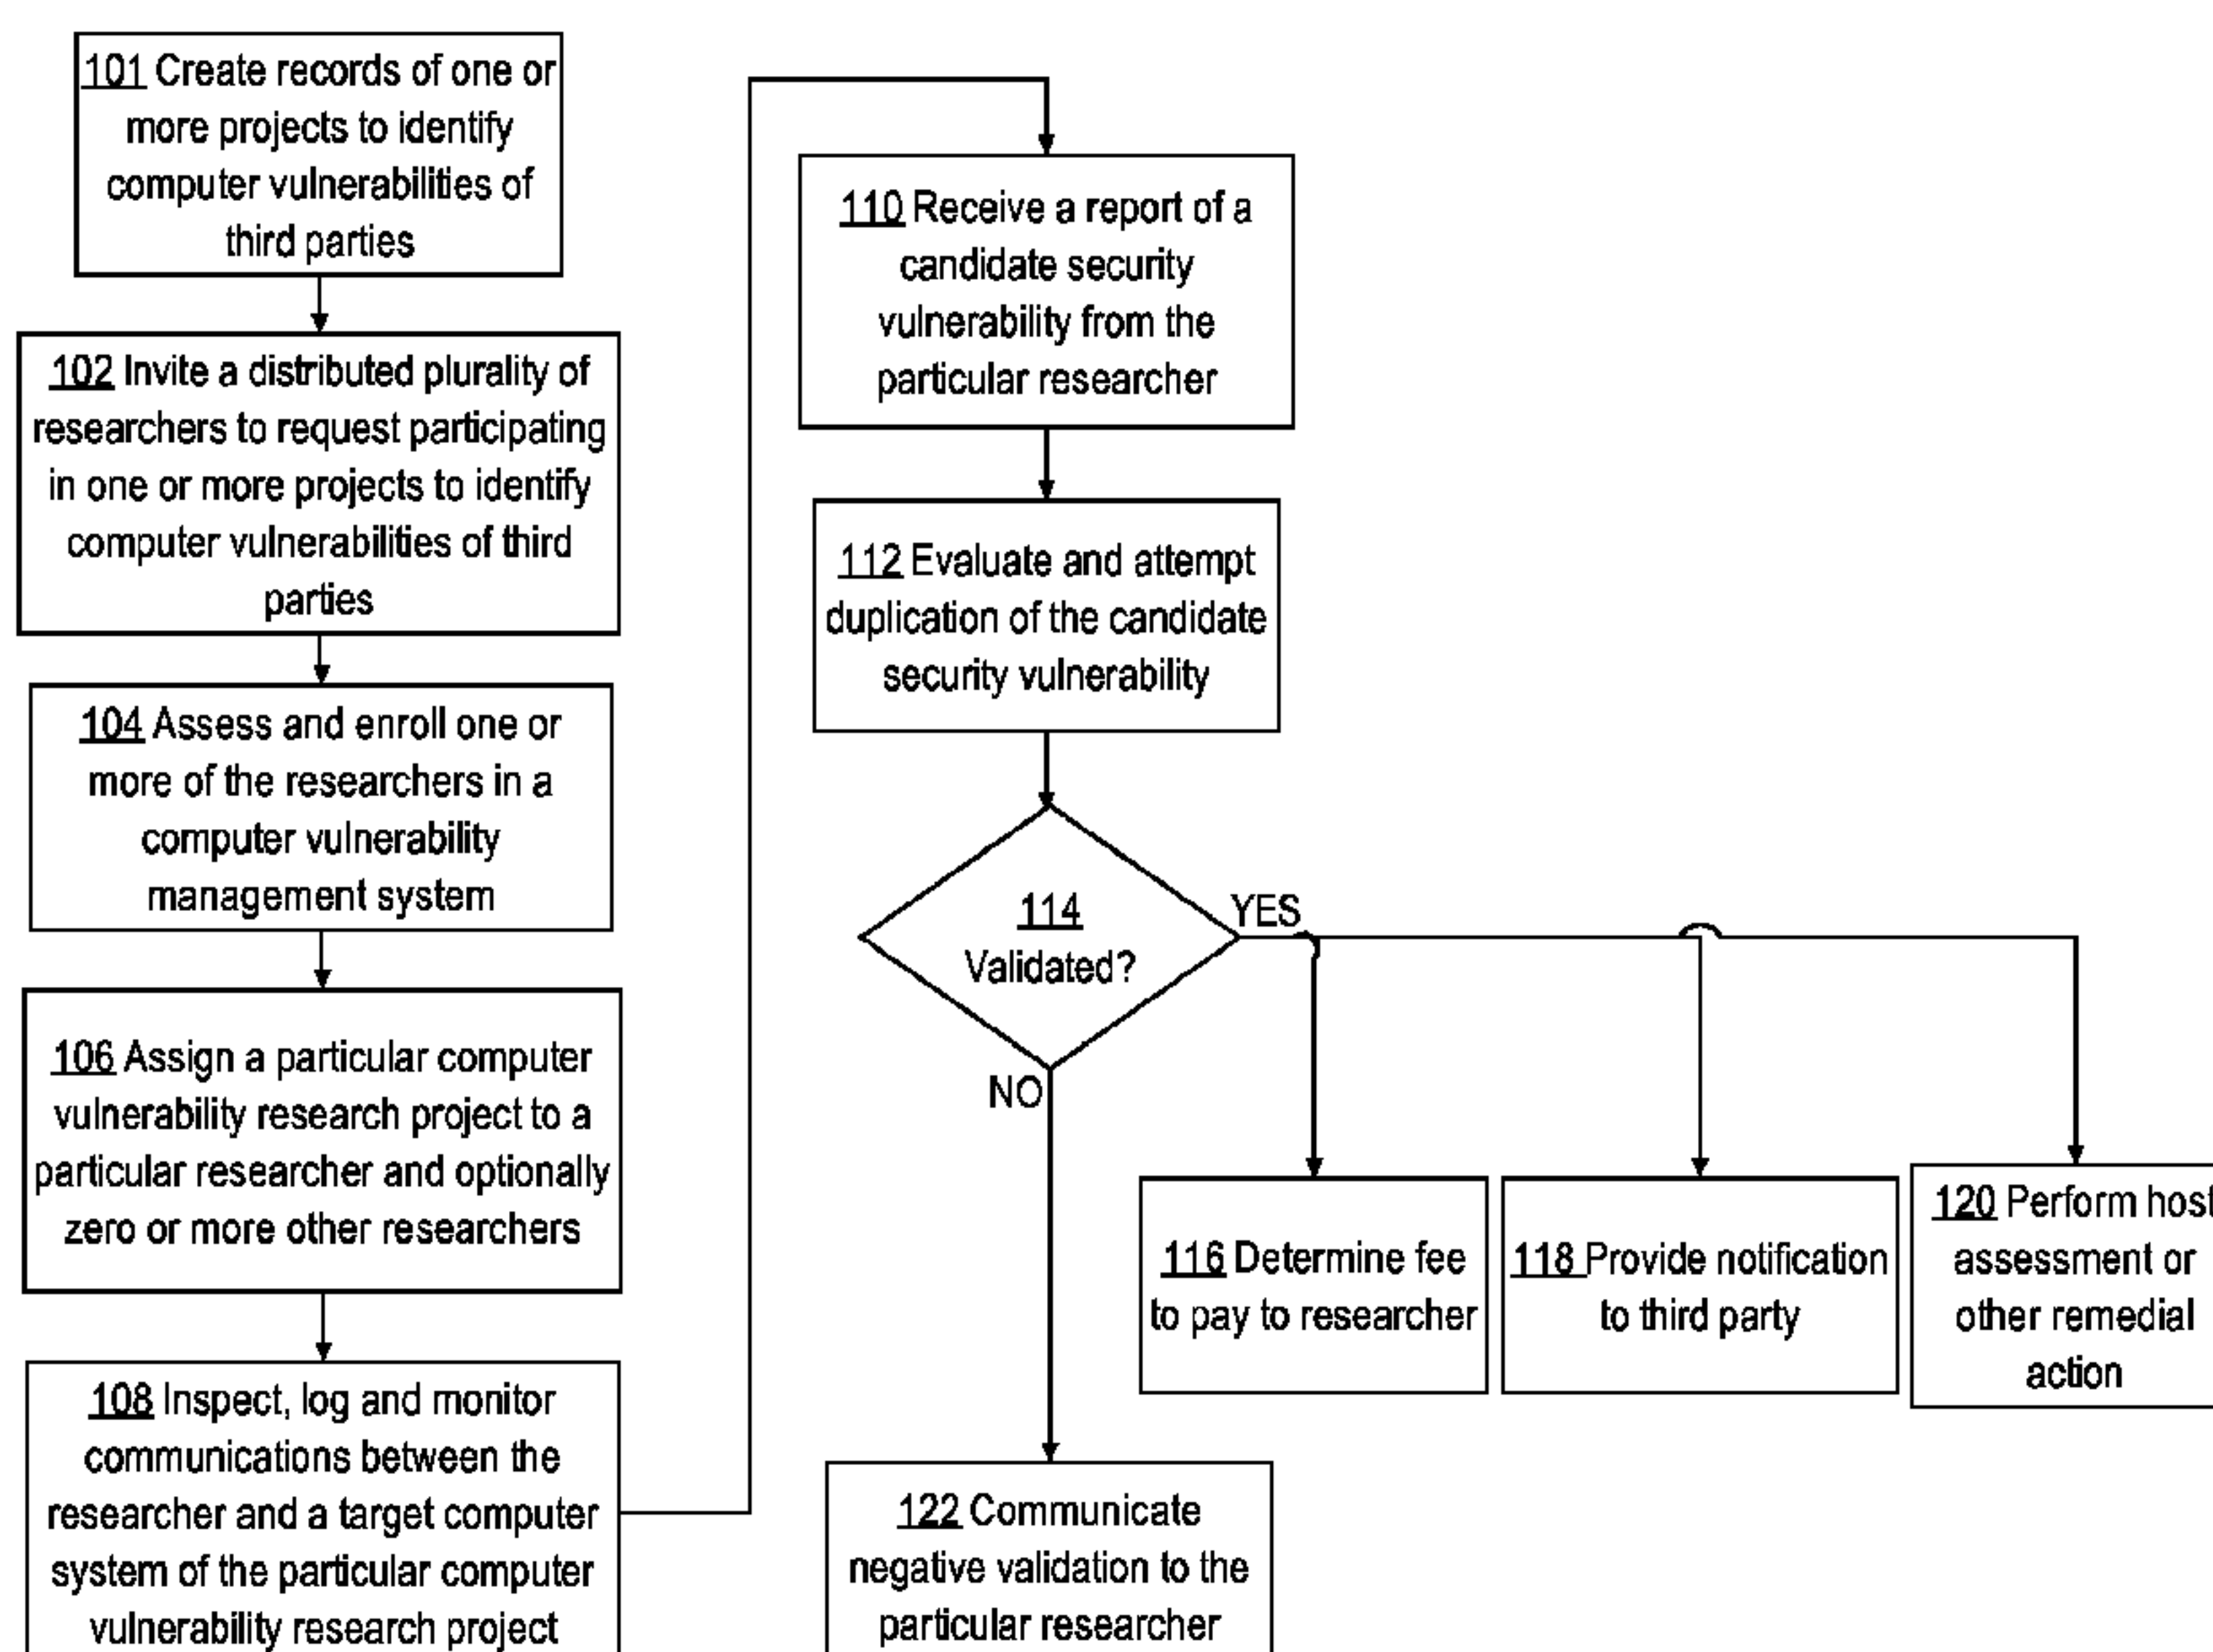 101 Create records of one or
more projects to identify
computer vulnerabilities of
third parties
102 Invite a distributed plurality of
researchers to request participating
in one or more projects to identify
computer vulnerabilities of third
parties
104 Assess and enroll one or
more of the researchers in a
computer vulnerability
management system
106 Assign a particular computer
vulnerability research project to a
particular researcher and optionally
zero or more other researchers
108 Inspect, log and monitor
communications between the
researcher and a target computer
system of the particular computer
vulnerability research project
110 Receive a report of a
candidate security
vulnerability from the
particular researcher
112 Evaluate and attempt
duplication of the candidate
security vulnerability
114
Validated?
YES
NO
116 Determine fee
to pay to researcher
118 Provide notification
to third party
120 Perform host
assessment or
other remedial
action
122 Communicate
negative validation to the
particular researcher